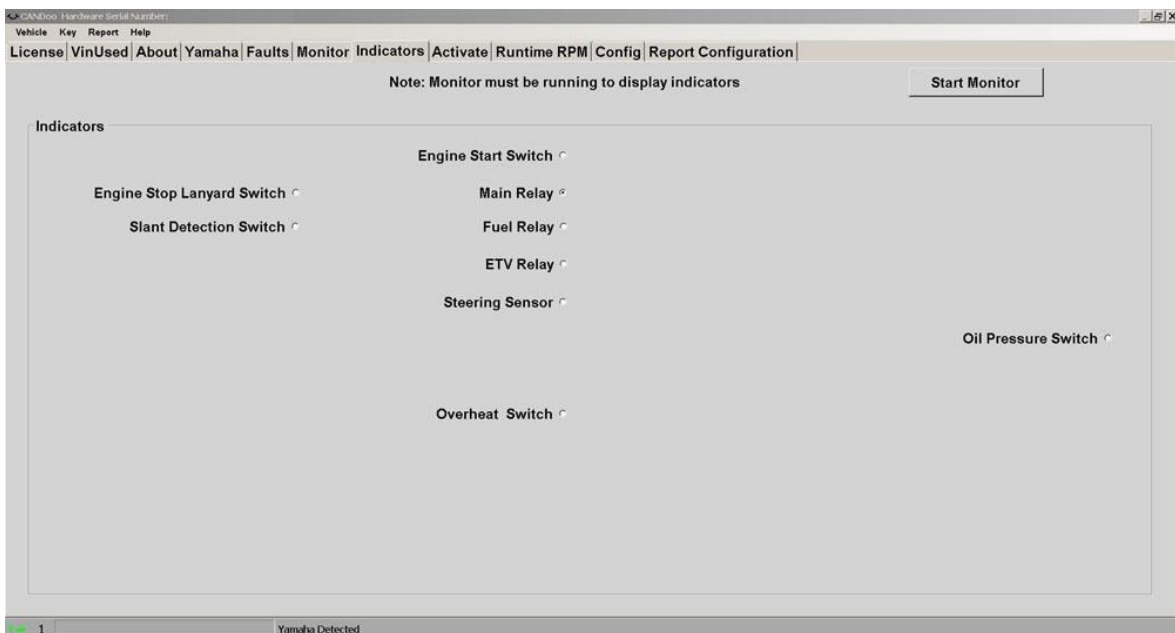 CANDoo Hardware Serial Number:
Vehicle Key Report Help
License VinUsed About Yamaha Faults Monitor Indicators Activate Runtime RPM Config Report Configuration
Note: Monitor must be running to display indicators Start Monitor
Indicators
Engine Start Switch
Engine Stop Lanyard Switch Main Relay
Slant Detection Switch Fuel Relay
ETV Relay
Steering Sensor
Oil Pressure Switch
Overheat Switch
1 Yamaha Detected